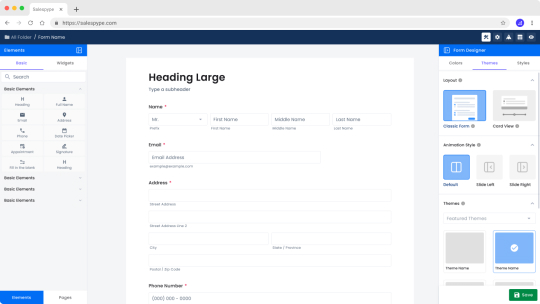 Salespype
https://salespype.com
All Folder / Form Name
Elements
Form Designer
Basic
Widgets
Colors
Themes
Styles
Search
Basic Elements
Heading
Full Name
Email
Address
Phone
Date Picker
Appointment
Signature
Fill in the blank
Heading
Basic Elements
Basic Elements
Basic Elements
Elements
Pages
Heading Large
Type a subheader
Name *
Mr.
First Name
Middle Name
Last Name
Prefix
First Name
Middle Name
Last Name
Email *
Email Address
example@example.com
Address *
Street Address
Street Address Line 2
City
State / Province
Postal / Zip Code
Phone Number *
(000) 000 - 0000
Layout
Classic Form
Card View
Animation Style
Default
Slide Left
Slide Right
Themes
Featured Themes
Theme Name
Theme Name
Save